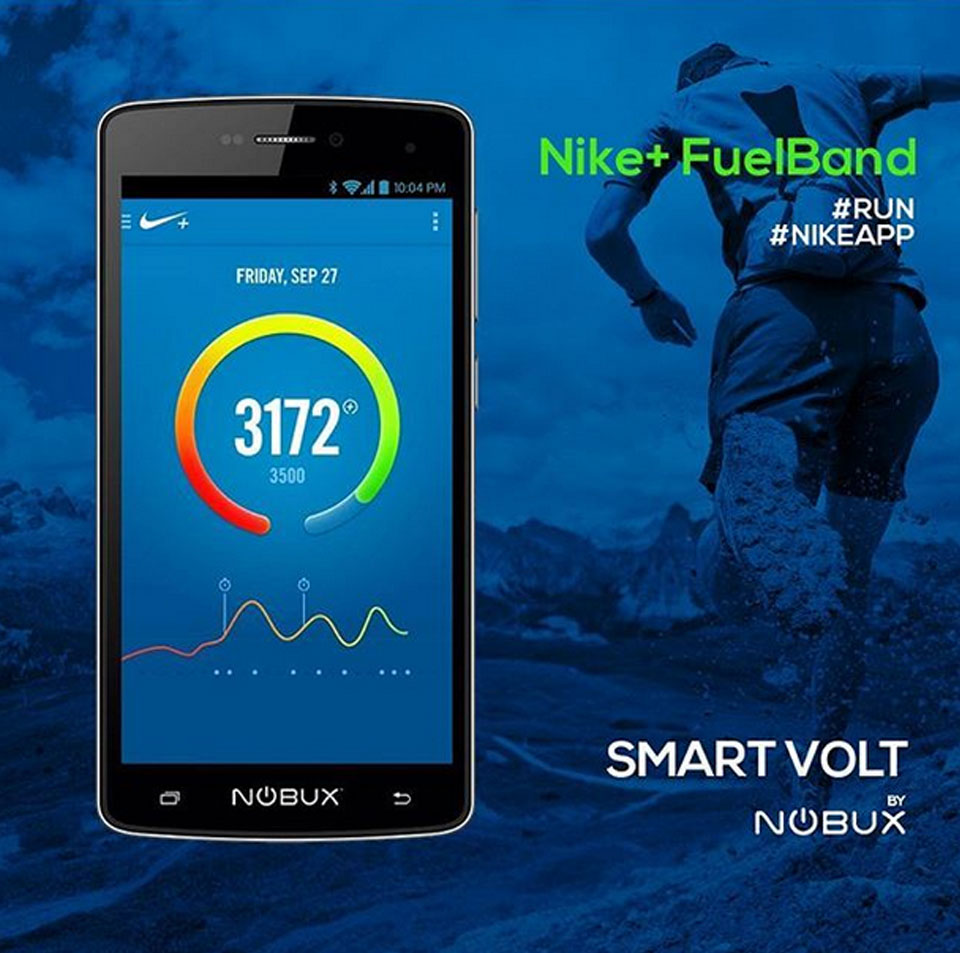 10:04 PM
+
FRIDAY, SEP 27
3172
3500
NOBUX
Nike+ FuelBand
#RUN
#NIKEAPP
SMART VOLT
BY
NOBUX